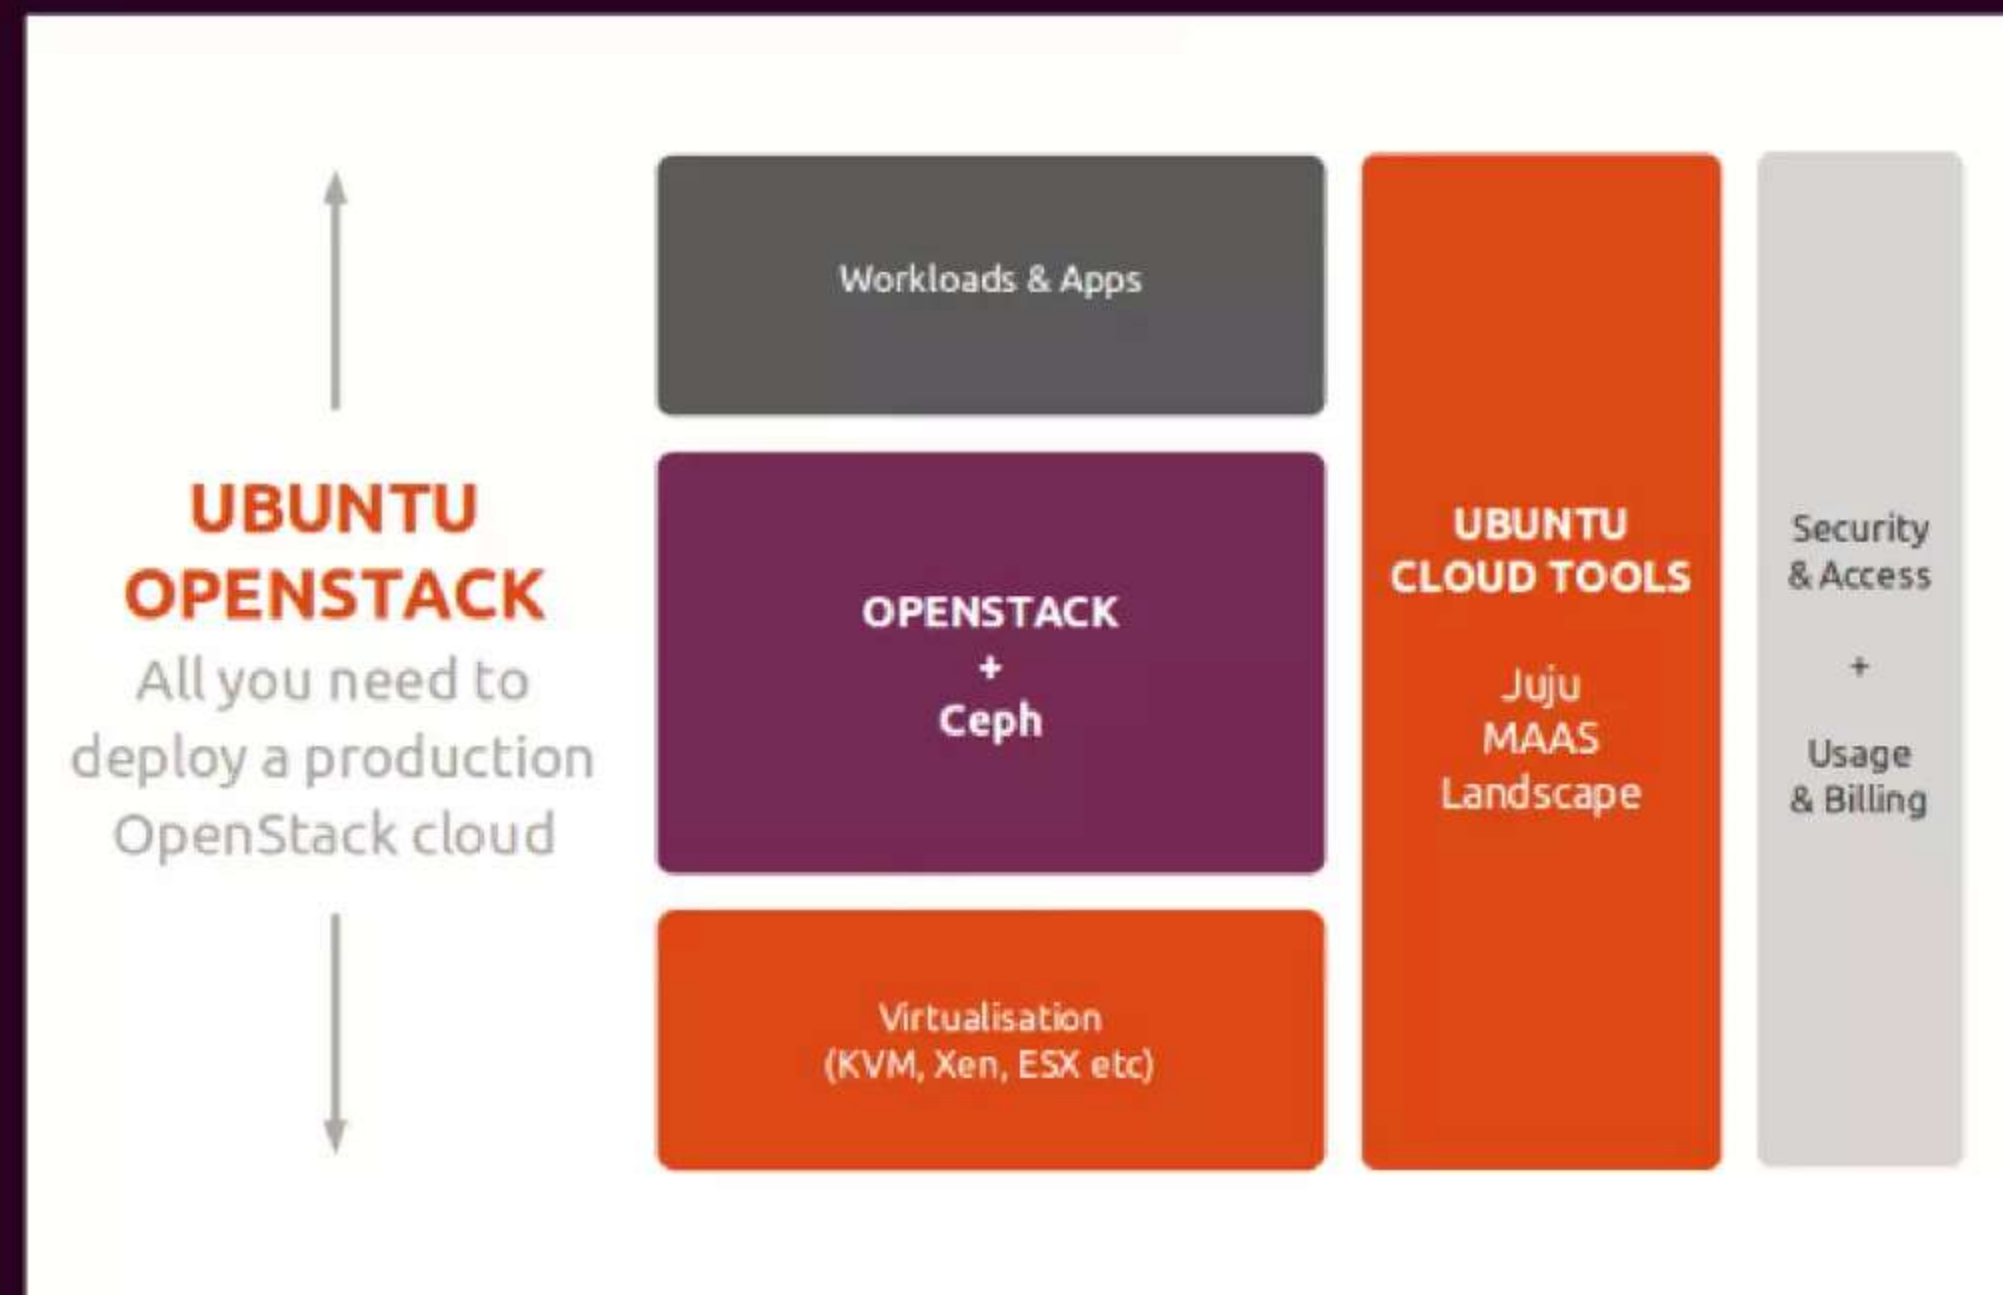 UBUNTU
OPENSTACK
All you need to
deploy a production
OpenStack cloud
Workloads & Apps
OPENSTACK
+
Ceph
Virtualisation
(KVM, Xen, ESX etc)
UBUNTU
CLOUD TOOLS
Juju
MAAS
Landscape
Security
& Access
+
Usage
& Billing